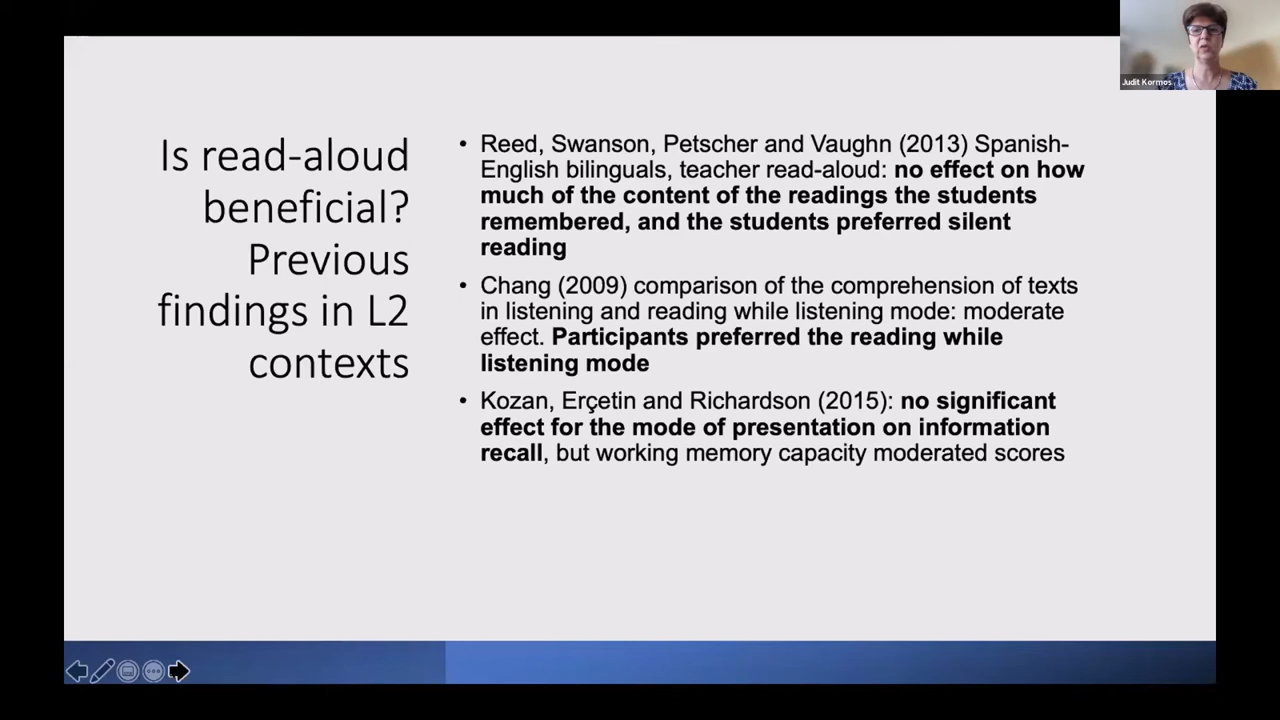 Judit Kormos
Is read-aloud
beneficial?
Previous
findings in L2
contexts
• Reed, Swanson, Petscher and Vaughn (2013) Spanish-
English bilinguals, teacher read-aloud: no effect on how
much of the content of the readings the students
remembered, and the students preferred silent
reading
• Chang (2009) comparison of the comprehension of texts
in listening and reading while listening mode: moderate
effect. Participants preferred the reading while
listening mode
• Kozan, Erçetin and Richardson (2015): no significant
effect for the mode of presentation on information
recall, but working memory capacity moderated scores